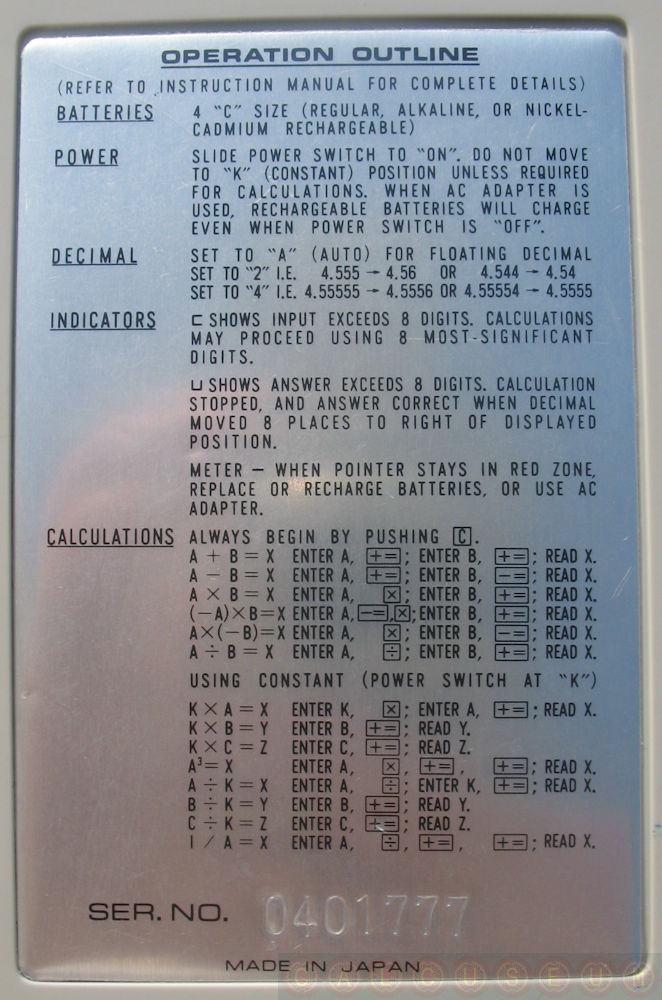 OPERATION OUTLINE
(REFER TO INSTRUCTION MANUAL FOR COMPLETE DETAILS)
BATTERIES 4 "C" SIZE (REGULAR, ALKALINE, OR NICKEL-
CADMIUM RECHARGEABLE)
POWER SLIDE POWER SWITCH TO "ON". DO NOT MOVE
TO "K" (CONSTANT) POSITION UNLESS REQUIRED
FOR CALCULATIONS. WHEN AC ADAPTER IS
USED, RECHARGEABLE BATTERIES WILL CHARGE
EVEN WHEN POWER SWITCH IS "OFF".
DECIMAL SET TO "A" (AUTO) FOR FLOATING DECIMAL
SET TO "2" I.E. 4.555 → 4.56 OR 4.544 → 4.54
SET TO "4" I.E. 4.55555 → 4.5556 OR 4.55554 → 4.5555
INDICATORS ⊏ SHOWS INPUT EXCEEDS 8 DIGITS. CALCULATIONS
MAY PROCEED USING 8 MOST-SIGNIFICANT
DIGITS.
⊔ SHOWS ANSWER EXCEEDS 8 DIGITS. CALCULATION
STOPPED, AND ANSWER CORRECT WHEN DECIMAL
MOVED 8 PLACES TO RIGHT OF DISPLAYED
POSITION.
METER — WHEN POINTER STAYS IN RED ZONE,
REPLACE OR RECHARGE BATTERIES, OR USE AC
ADAPTER.
CALCULATIONS ALWAYS BEGIN BY PUSHING [C].
A + B = X ENTER A, [+=]; ENTER B, [+=]; READ X.
A − B = X ENTER A, [+=]; ENTER B, [−=]; READ X.
A × B = X ENTER A, [×]; ENTER B, [+=]; READ X.
(−A)×B=X ENTER A,[−=],[×];ENTER B, [+=]; READ X.
A×(−B)=X ENTER A, [×]; ENTER B, [−=]; READ X.
A ÷ B = X ENTER A, [÷]; ENTER B, [+=]; READ X.
USING CONSTANT (POWER SWITCH AT "K")
K × A = X ENTER K, [×]; ENTER A, [+=]; READ X.
K × B = Y ENTER B, [+=]; READ Y.
K × C = Z ENTER C, [+=]; READ Z.
A³ = X ENTER A, [×], [+=], [+=]; READ X.
A ÷ K = X ENTER A, [÷]; ENTER K, [+=]; READ X.
B ÷ K = Y ENTER B, [+=]; READ Y.
C ÷ K = Z ENTER C, [+=]; READ Z.
1 / A = X ENTER A, [÷], [+=], [+=]; READ X.
SER. NO. 0401777
MADE IN JAPAN
CALCUSEUM